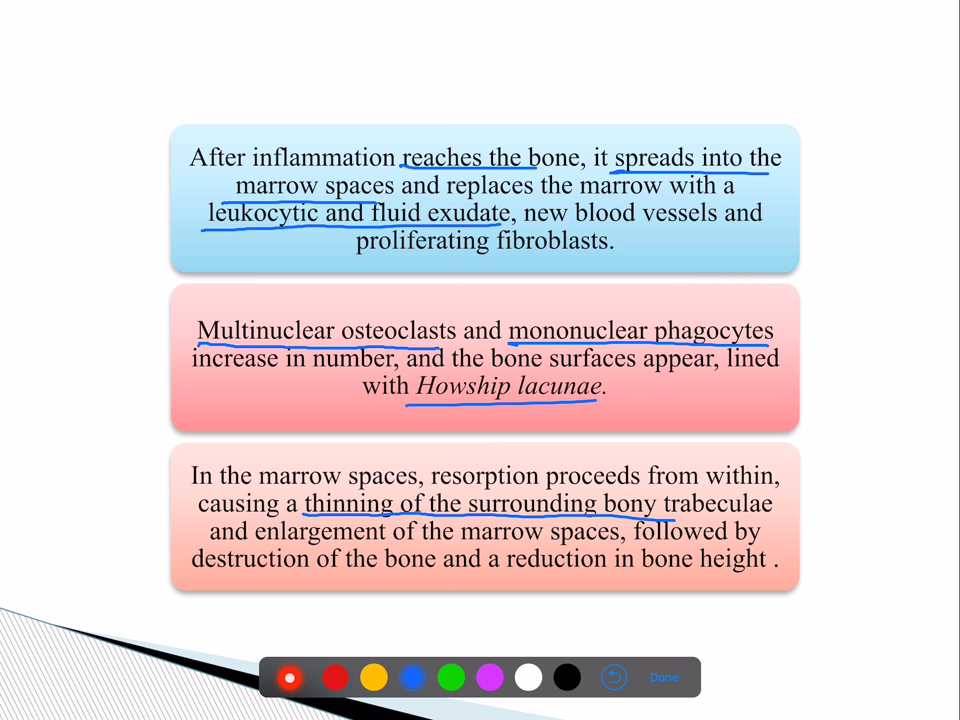 After inflammation reaches the bone, it spreads into the
marrow spaces and replaces the marrow with a
leukocytic and fluid exudate, new blood vessels and
proliferating fibroblasts.
Multinuclear osteoclasts and mononuclear phagocytes
increase in number, and the bone surfaces appear, lined
with Howship lacunae.
In the marrow spaces, resorption proceeds from within,
causing a thinning of the surrounding bony trabeculae
and enlargement of the marrow spaces, followed by
destruction of the bone and a reduction in bone height .
Done